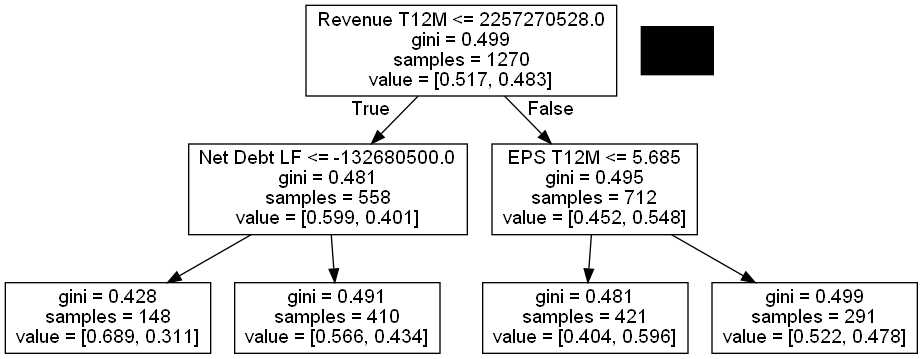 Revenue T12M <= 2257270528.0
gini = 0.499
samples = 1270
value = [0.517, 0.483]
True
False
Net Debt LF <= -132680500.0
gini = 0.481
samples = 558
value = [0.599, 0.401]
EPS T12M <= 5.685
gini = 0.495
samples = 712
value = [0.452, 0.548]
gini = 0.428
samples = 148
value = [0.689, 0.311]
gini = 0.491
samples = 410
value = [0.566, 0.434]
gini = 0.481
samples = 421
value = [0.404, 0.596]
gini = 0.499
samples = 291
value = [0.522, 0.478]